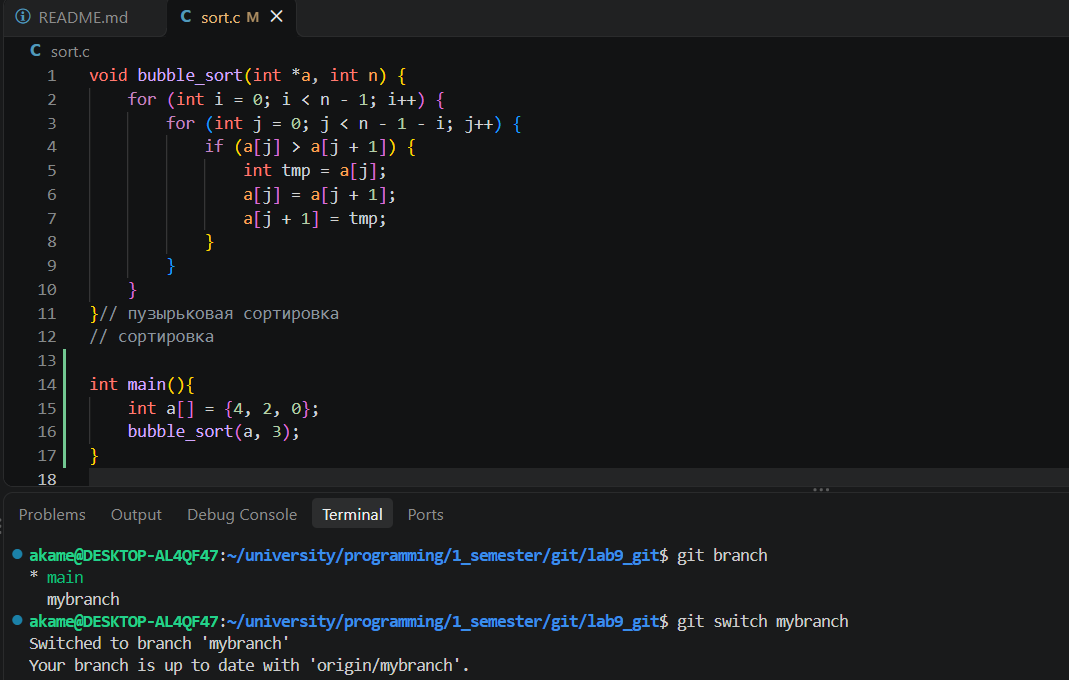 README.md
C sort.c M
C sort.c
1 void bubble_sort(int *a, int n) {
2     for (int i = 0; i < n - 1; i++) {
3         for (int j = 0; j < n - 1 - i; j++) {
4             if (a[j] > a[j + 1]) {
5                 int tmp = a[j];
6                 a[j] = a[j + 1];
7                 a[j + 1] = tmp;
8             }
9         }
10     }
11 }// пузырьковая сортировка
12 // сортировка
13
14 int main(){
15     int a[] = {4, 2, 0};
16     bubble_sort(a, 3);
17 }
18
Problems Output Debug Console Terminal Ports
akame@DESKTOP-AL4QF47:~/university/programming/1_semester/git/lab9_git$ git branch
* main
  mybranch
akame@DESKTOP-AL4QF47:~/university/programming/1_semester/git/lab9_git$ git switch mybranch
Switched to branch 'mybranch'
Your branch is up to date with 'origin/mybranch'.